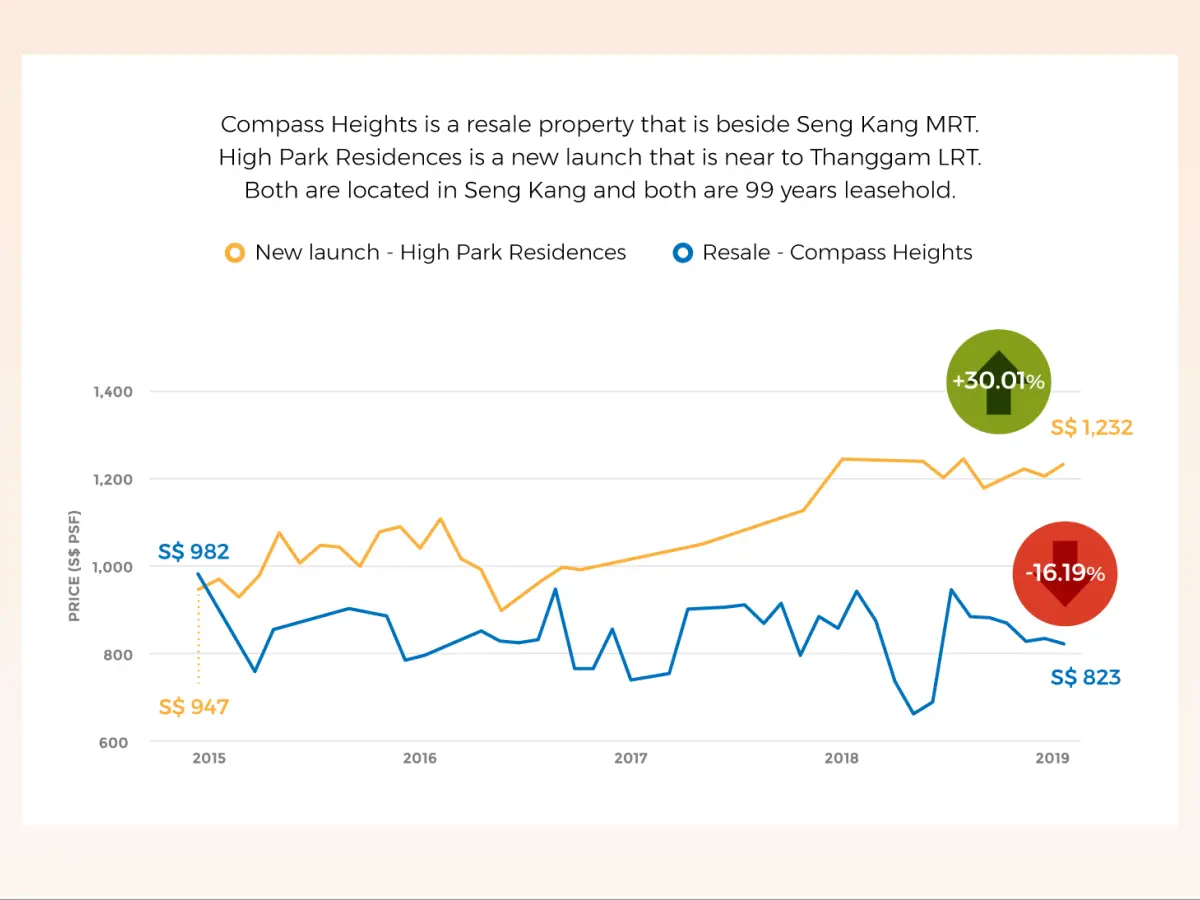 Compass Heights is a resale property that is beside Seng Kang MRT.
High Park Residences is a new launch that is near to Thanggam LRT.
Both are located in Seng Kang and both are 99 years leasehold.
New launch - High Park Residences
Resale - Compass Heights
+30.01%
1,400
S$ 1,232
1,200
PRICE (S$ PSF)
S$ 982
1,000
-16.19%
800
S$ 823
S$ 947
600
2015
2016
2017
2018
2019